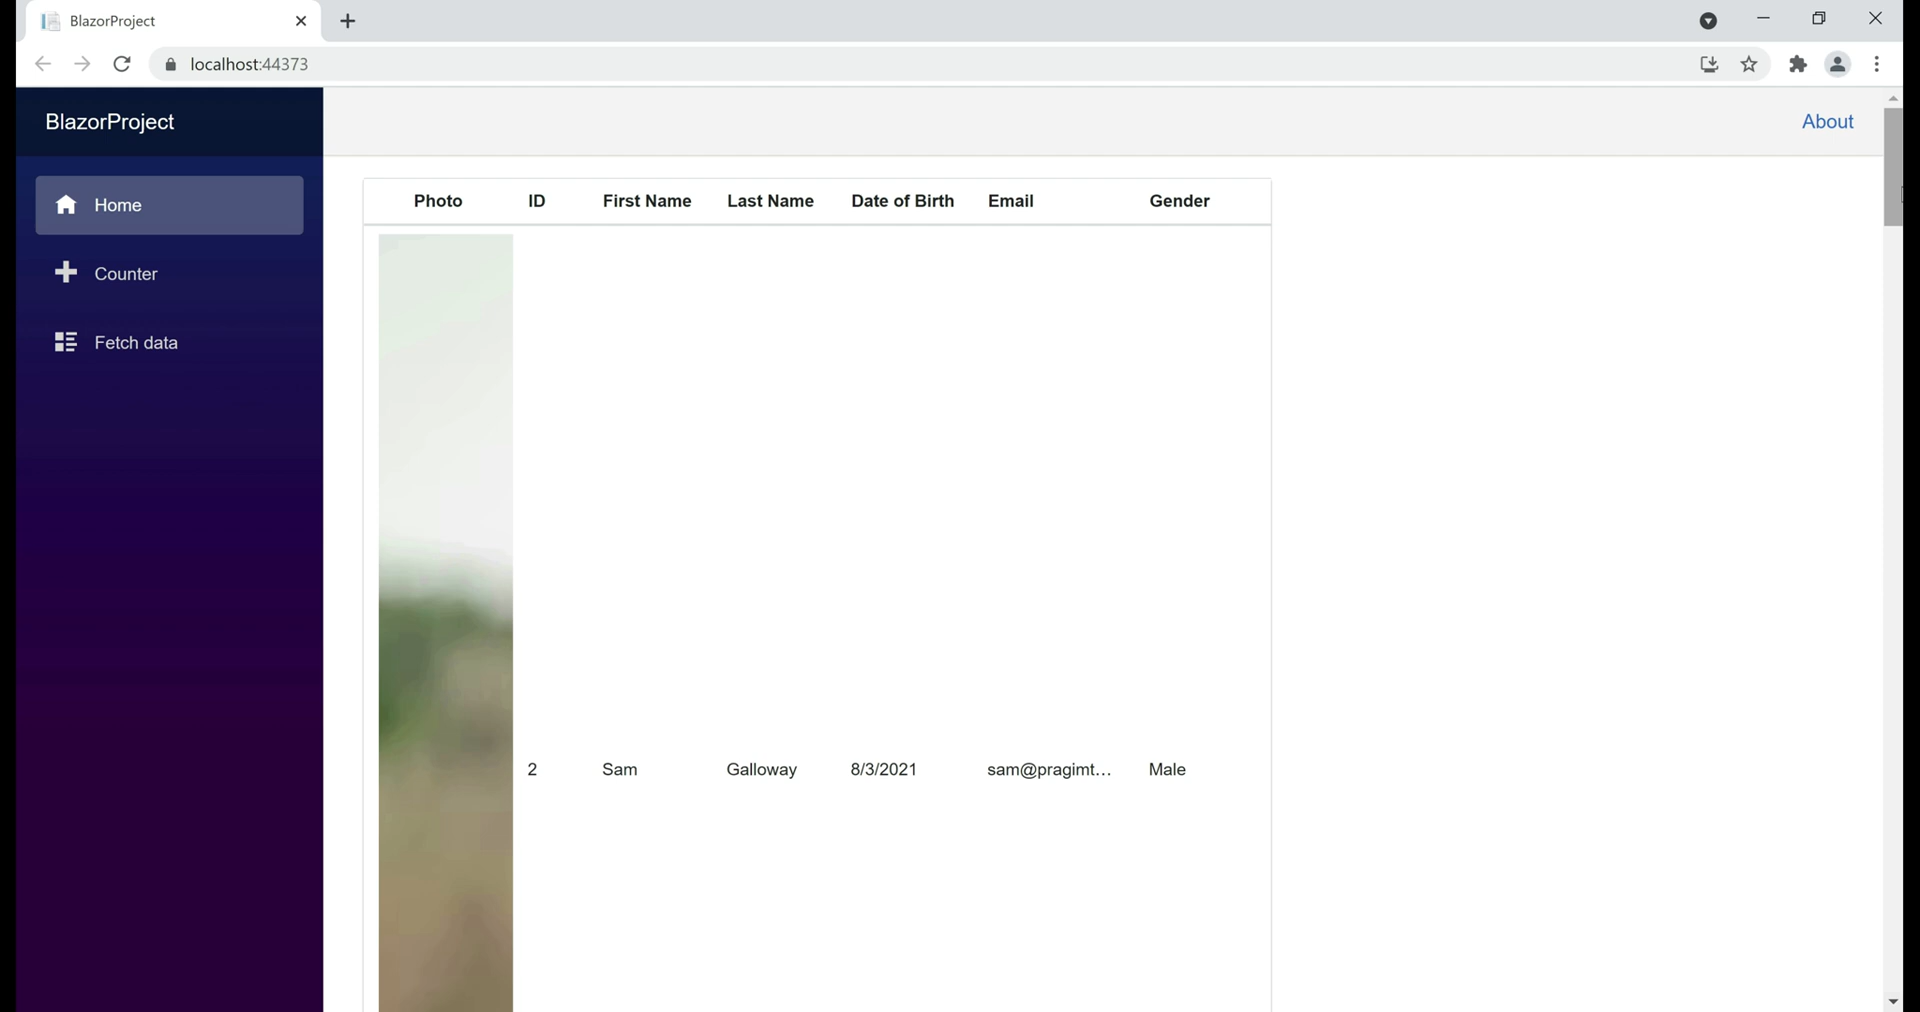 BlazorProject
localhost:44373
BlazorProject
About
Home
Counter
Fetch data
Photo ID First Name Last Name Date of Birth Email Gender
2 Sam Galloway 8/3/2021 sam@pragimt... Male